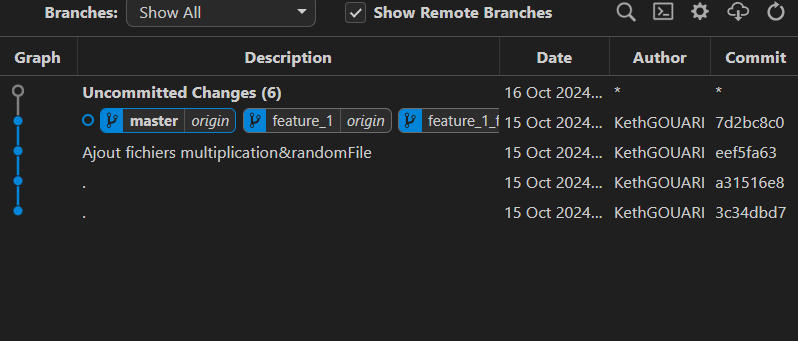 Branches: Show All Show Remote Branches
Graph Description Date Author Commit
Uncommitted Changes (6) 16 Oct 2024... * *
master origin feature_1 origin feature_1_f 15 Oct 2024... KethGOUARI 7d2bc8c0
Ajout fichiers multiplication&randomFile 15 Oct 2024... KethGOUARI eef5fa63
. 15 Oct 2024... KethGOUARI a31516e8
. 15 Oct 2024... KethGOUARI 3c34dbd7